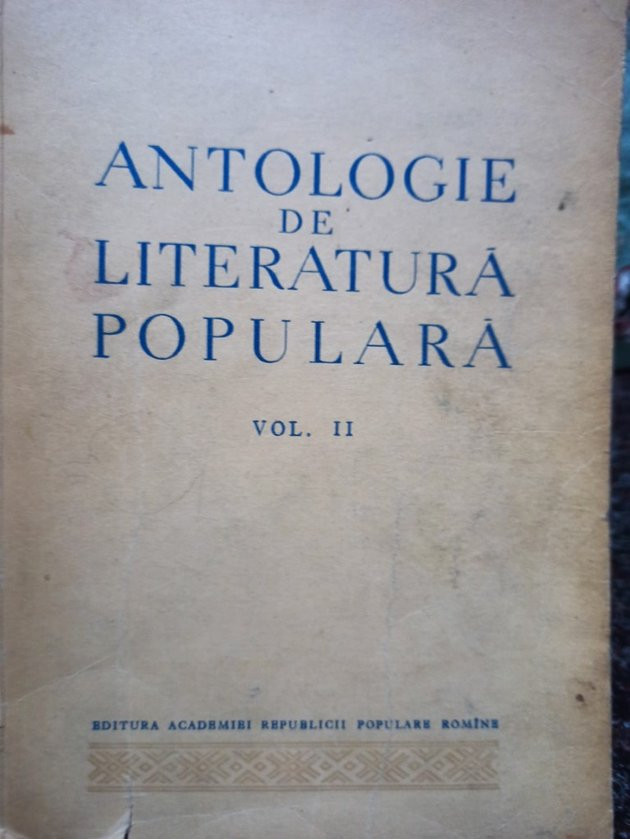 ANTOLOGIE
DE
LITERATURĂ
POPULARĂ
VOL. II
EDITURA ACADEMIEI REPUBLICII POPULARE ROMÎNE